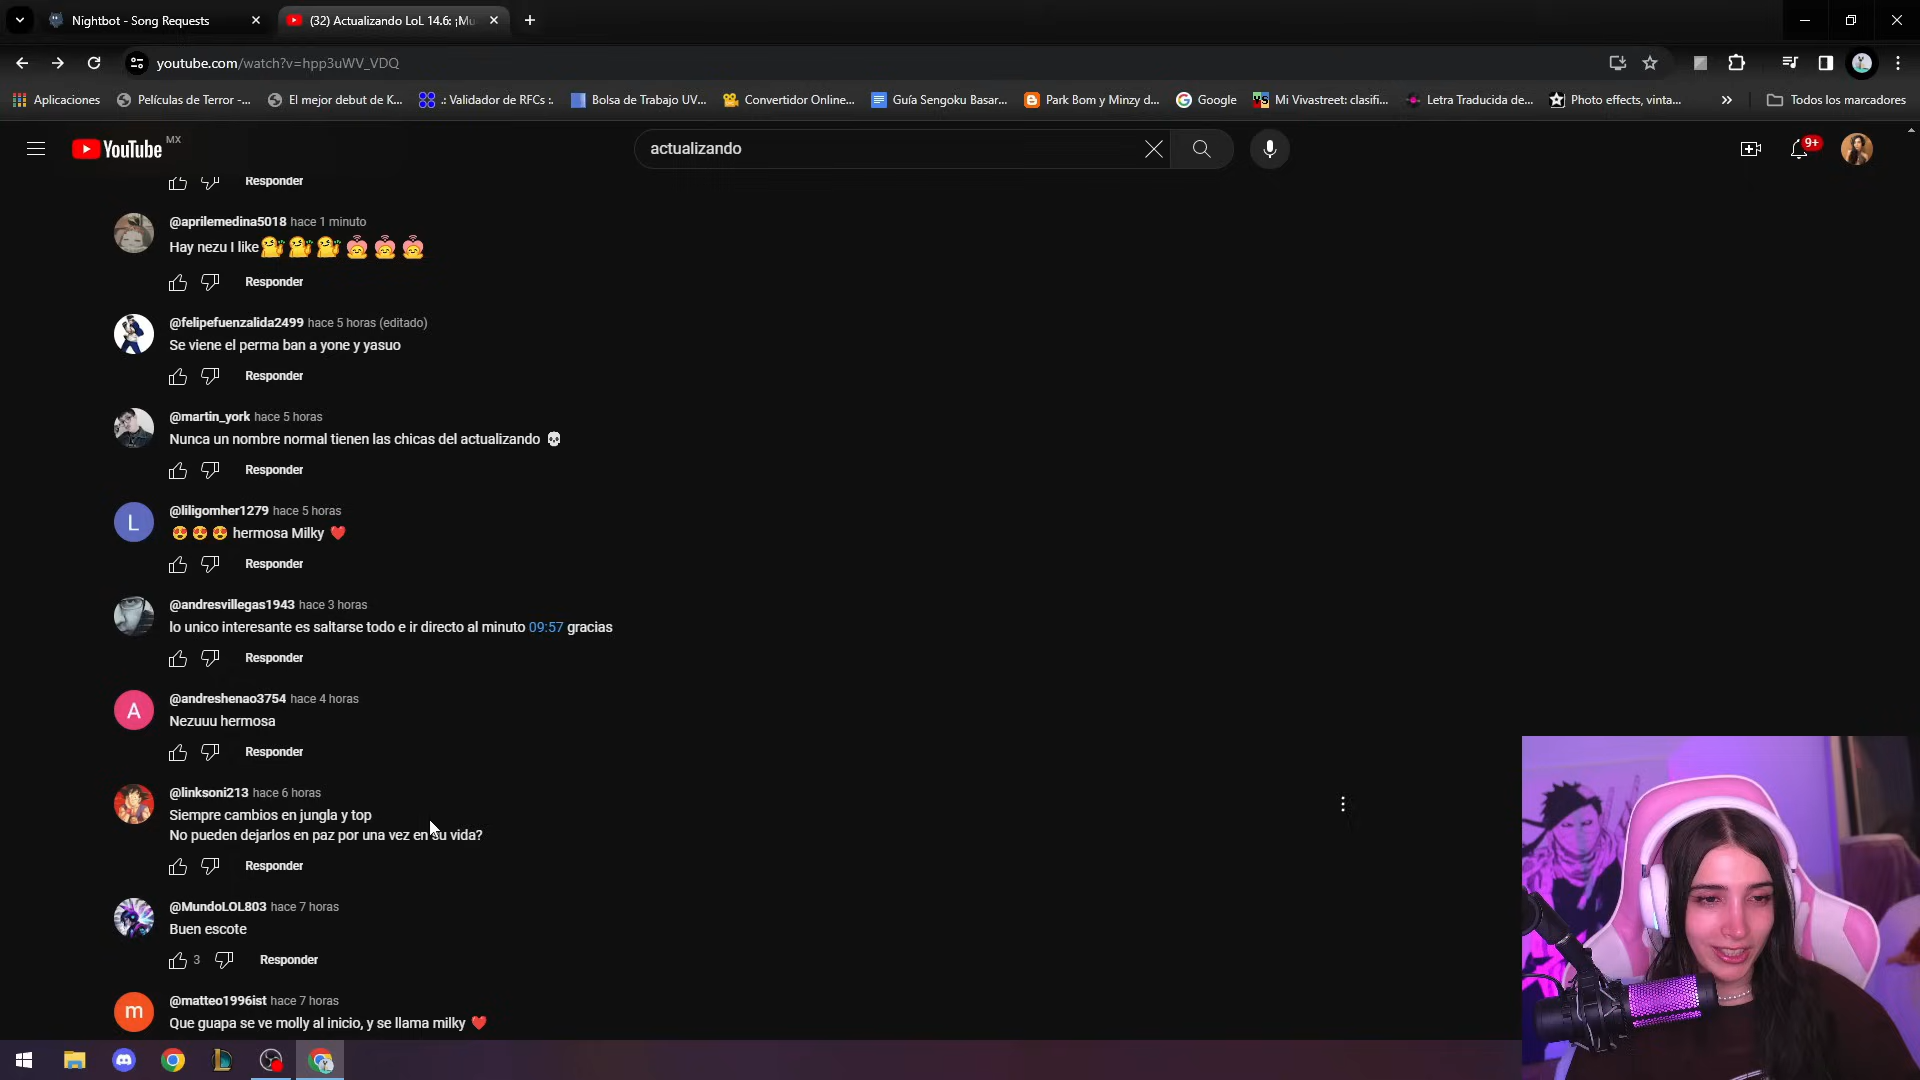 Nightbot - Song Requests
(32) Actualizando LoL 14.6: ¡Mu
youtube.com/watch?v=hpp3uWV_VDQ
Aplicaciones
Películas de Terror -...
El mejor debut de K...
.: Validador de RFCs :.
Bolsa de Trabajo UV...
Convertidor Online...
Guía Sengoku Basar...
Park Bom y Minzy d...
Google
Mi Vivastreet: clasifi...
Letra Traducida de...
Photo effects, vinta...
Todos los marcadores
YouTube MX
actualizando
9+
Responder
@aprilemedina5018 hace 1 minuto
Hay nezu I like
Responder
@felipefuenzalida2499 hace 5 horas (editado)
Se viene el perma ban a yone y yasuo
Responder
@martin_york hace 5 horas
Nunca un nombre normal tienen las chicas del actualizando 💀
Responder
L
@liligomher1279 hace 5 horas
😍😍😍 hermosa Milky ❤️
Responder
@andresvillegas1943 hace 3 horas
lo unico interesante es saltarse todo e ir directo al minuto 09:57 gracias
Responder
A
@andreshenao3754 hace 4 horas
Nezuuu hermosa
Responder
@linksoni213 hace 6 horas
Siempre cambios en jungla y top
No pueden dejarlos en paz por una vez en su vida?
Responder
@MundoLOL803 hace 7 horas
Buen escote
3 Responder
m
@matteo1996ist hace 7 horas
Que guapa se ve molly al inicio, y se llama milky ❤️